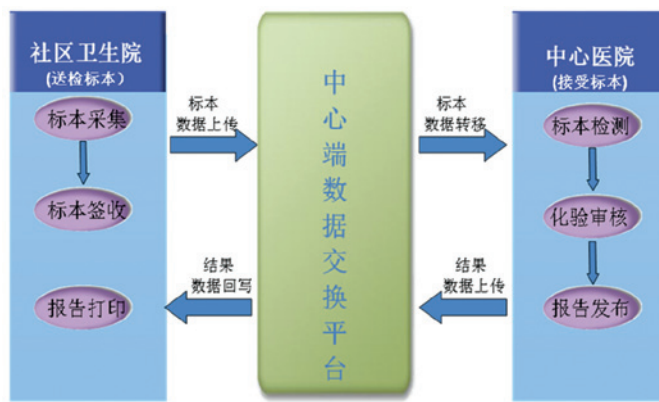 社区卫生院
(送检标本)
标本采集
标本签收
报告打印
标本
数据上传
结果
数据回写
中心端数据交换平台
标本
数据转移
结果
数据上传
中心医院
(接受标本)
标本检测
化验审核
报告发布